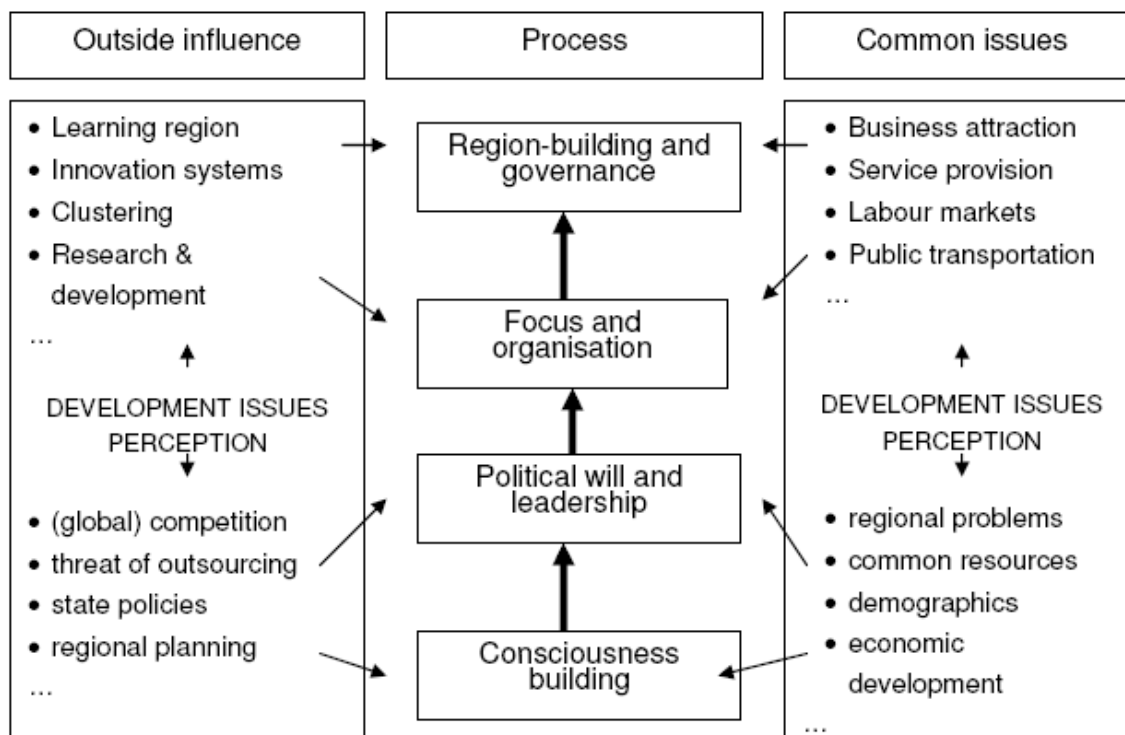 Outside influence
Process
Common issues
• Learning region
• Innovation systems
• Clustering
• Research &
development
...
DEVELOPMENT ISSUES
PERCEPTION
• (global) competition
• threat of outsourcing
• state policies
• regional planning
...
Region-building and
governance
Focus and
organisation
Political will and
leadership
Consciousness
building
• Business attraction
• Service provision
• Labour markets
• Public transportation
...
DEVELOPMENT ISSUES
PERCEPTION
• regional problems
• common resources
• demographics
• economic
development
...